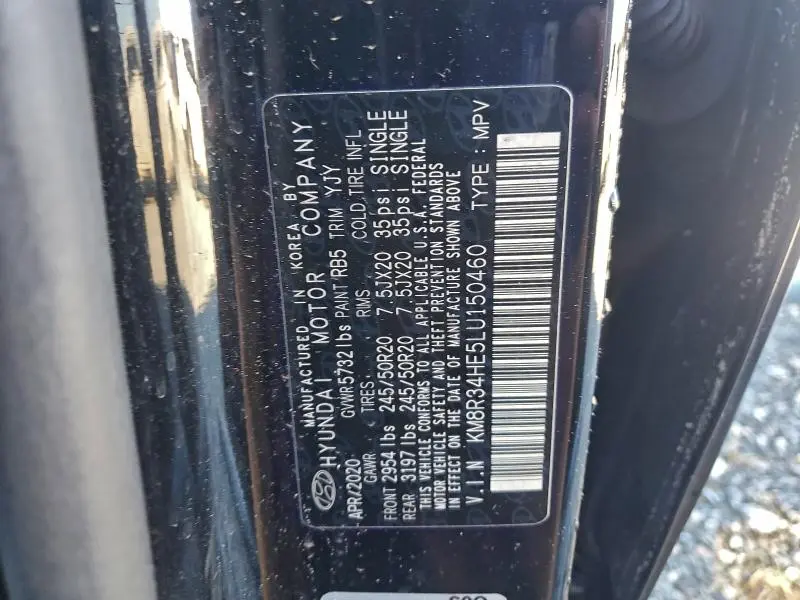 MANUFACTURED IN KOREA BY
HYUNDAI MOTOR COMPANY
APR/2020 GVWR 5732 lbs PAINT RB5 TRIM YJY
GAWR TIRES RIMS COLD TIRE INFL
FRONT 2954 lbs 245/50R20 7.5JX20 35psi SINGLE
REAR 3197 lbs 245/50R20 7.5JX20 35psi SINGLE
THIS VEHICLE CONFORMS TO ALL APPLICABLE U.S.A. FEDERAL
MOTOR VEHICLE SAFETY AND THEFT PREVENTION STANDARDS
IN EFFECT ON THE DATE OF MANUFACTURE SHOWN ABOVE
V.I.N KM8R34HE5LU150460 TYPE : MPV